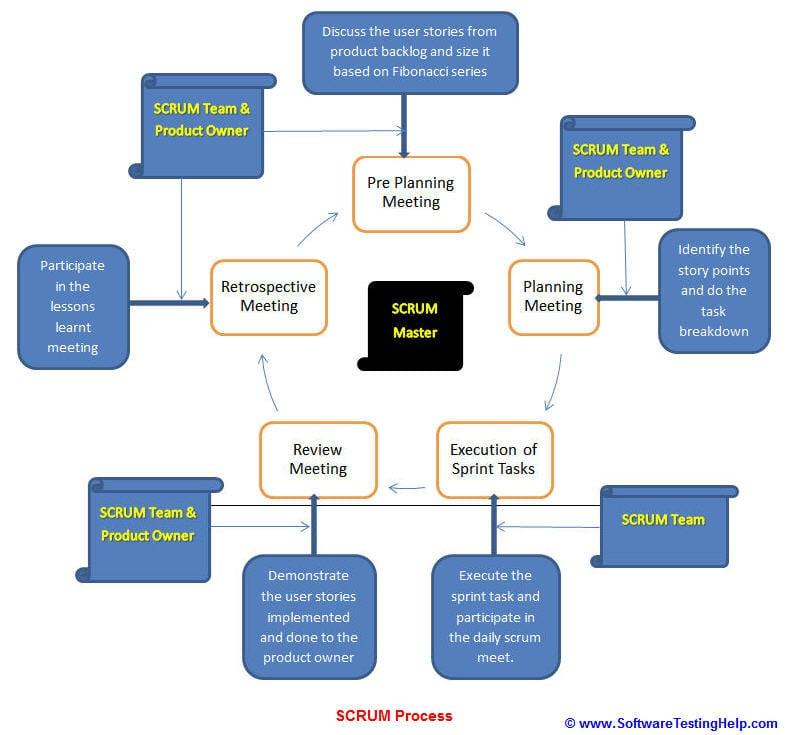 Discuss the user stories from
product backlog and size it
based on Fibonacci series
SCRUM Team &
Product Owner
SCRUM Team &
Product Owner
Pre Planning
Meeting
Participate
in the
lessons
learnt
meeting
Retrospective
Meeting
SCRUM
Master
Planning
Meeting
Identify the
story points
and do the
task
breakdown
Review
Meeting
Execution of
Sprint Tasks
SCRUM Team &
Product Owner
SCRUM Team
Demonstrate
the user stories
implemented
and done to the
product owner
Execute the
sprint task and
participate in
the daily scrum
meet.
SCRUM Process
© www.SoftwareTestingHelp.com